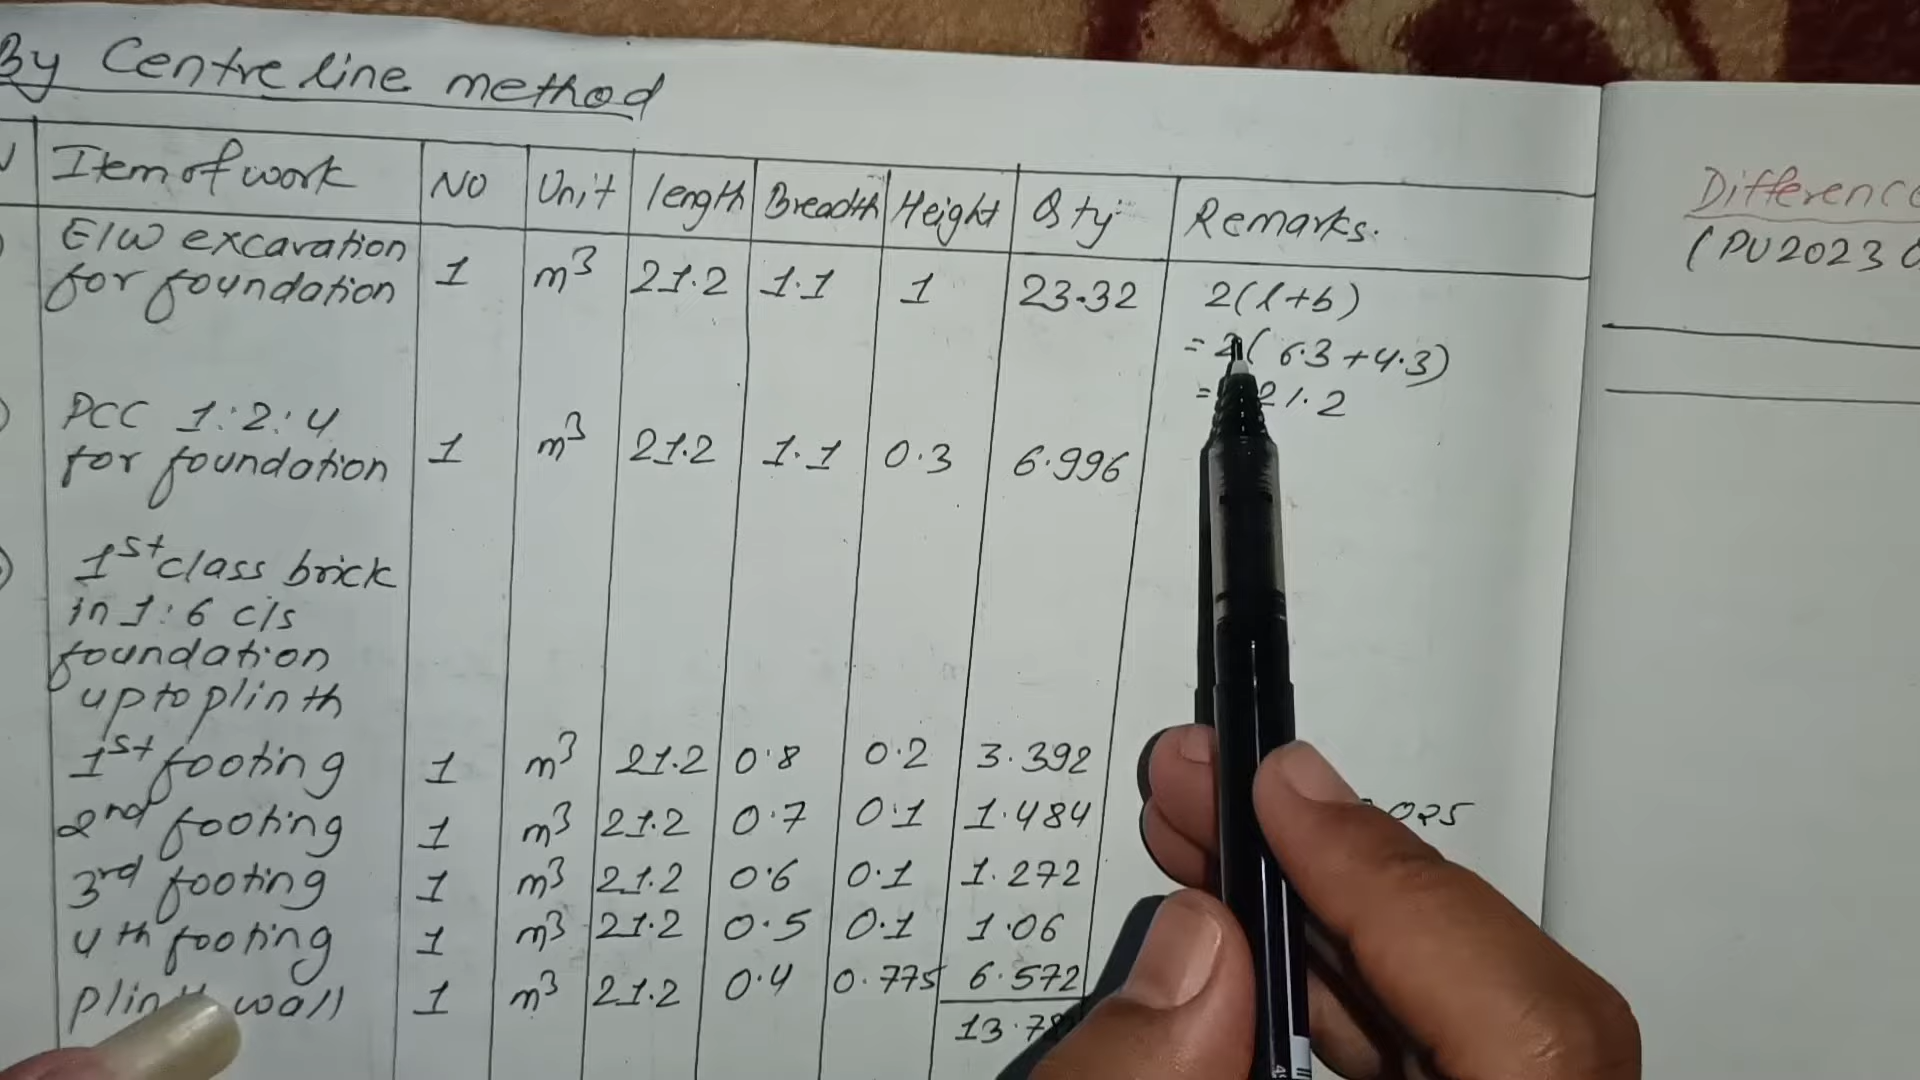 By Centre line method
Item of work NO Unit length Breadth Height Qty Remarks.
E/W excavation
for foundation 1 m³ 21.2 1.1 1 23.32 2(l+b)
= 2(6.3+4.3)
= 21.2
PCC 1:2:4
for foundation 1 m³ 21.2 1.1 0.3 6.996
1st class brick
in 1:6 c/s
foundation
upto plinth
1st footing 1 m³ 21.2 0.8 0.2 3.392
2nd footing 1 m³ 21.2 0.7 0.1 1.484
3rd footing 1 m³ 21.2 0.6 0.1 1.272
4th footing 1 m³ 21.2 0.5 0.1 1.06
plinth wall 1 m³ 21.2 0.4 0.775 6.572
Difference
(PU2023